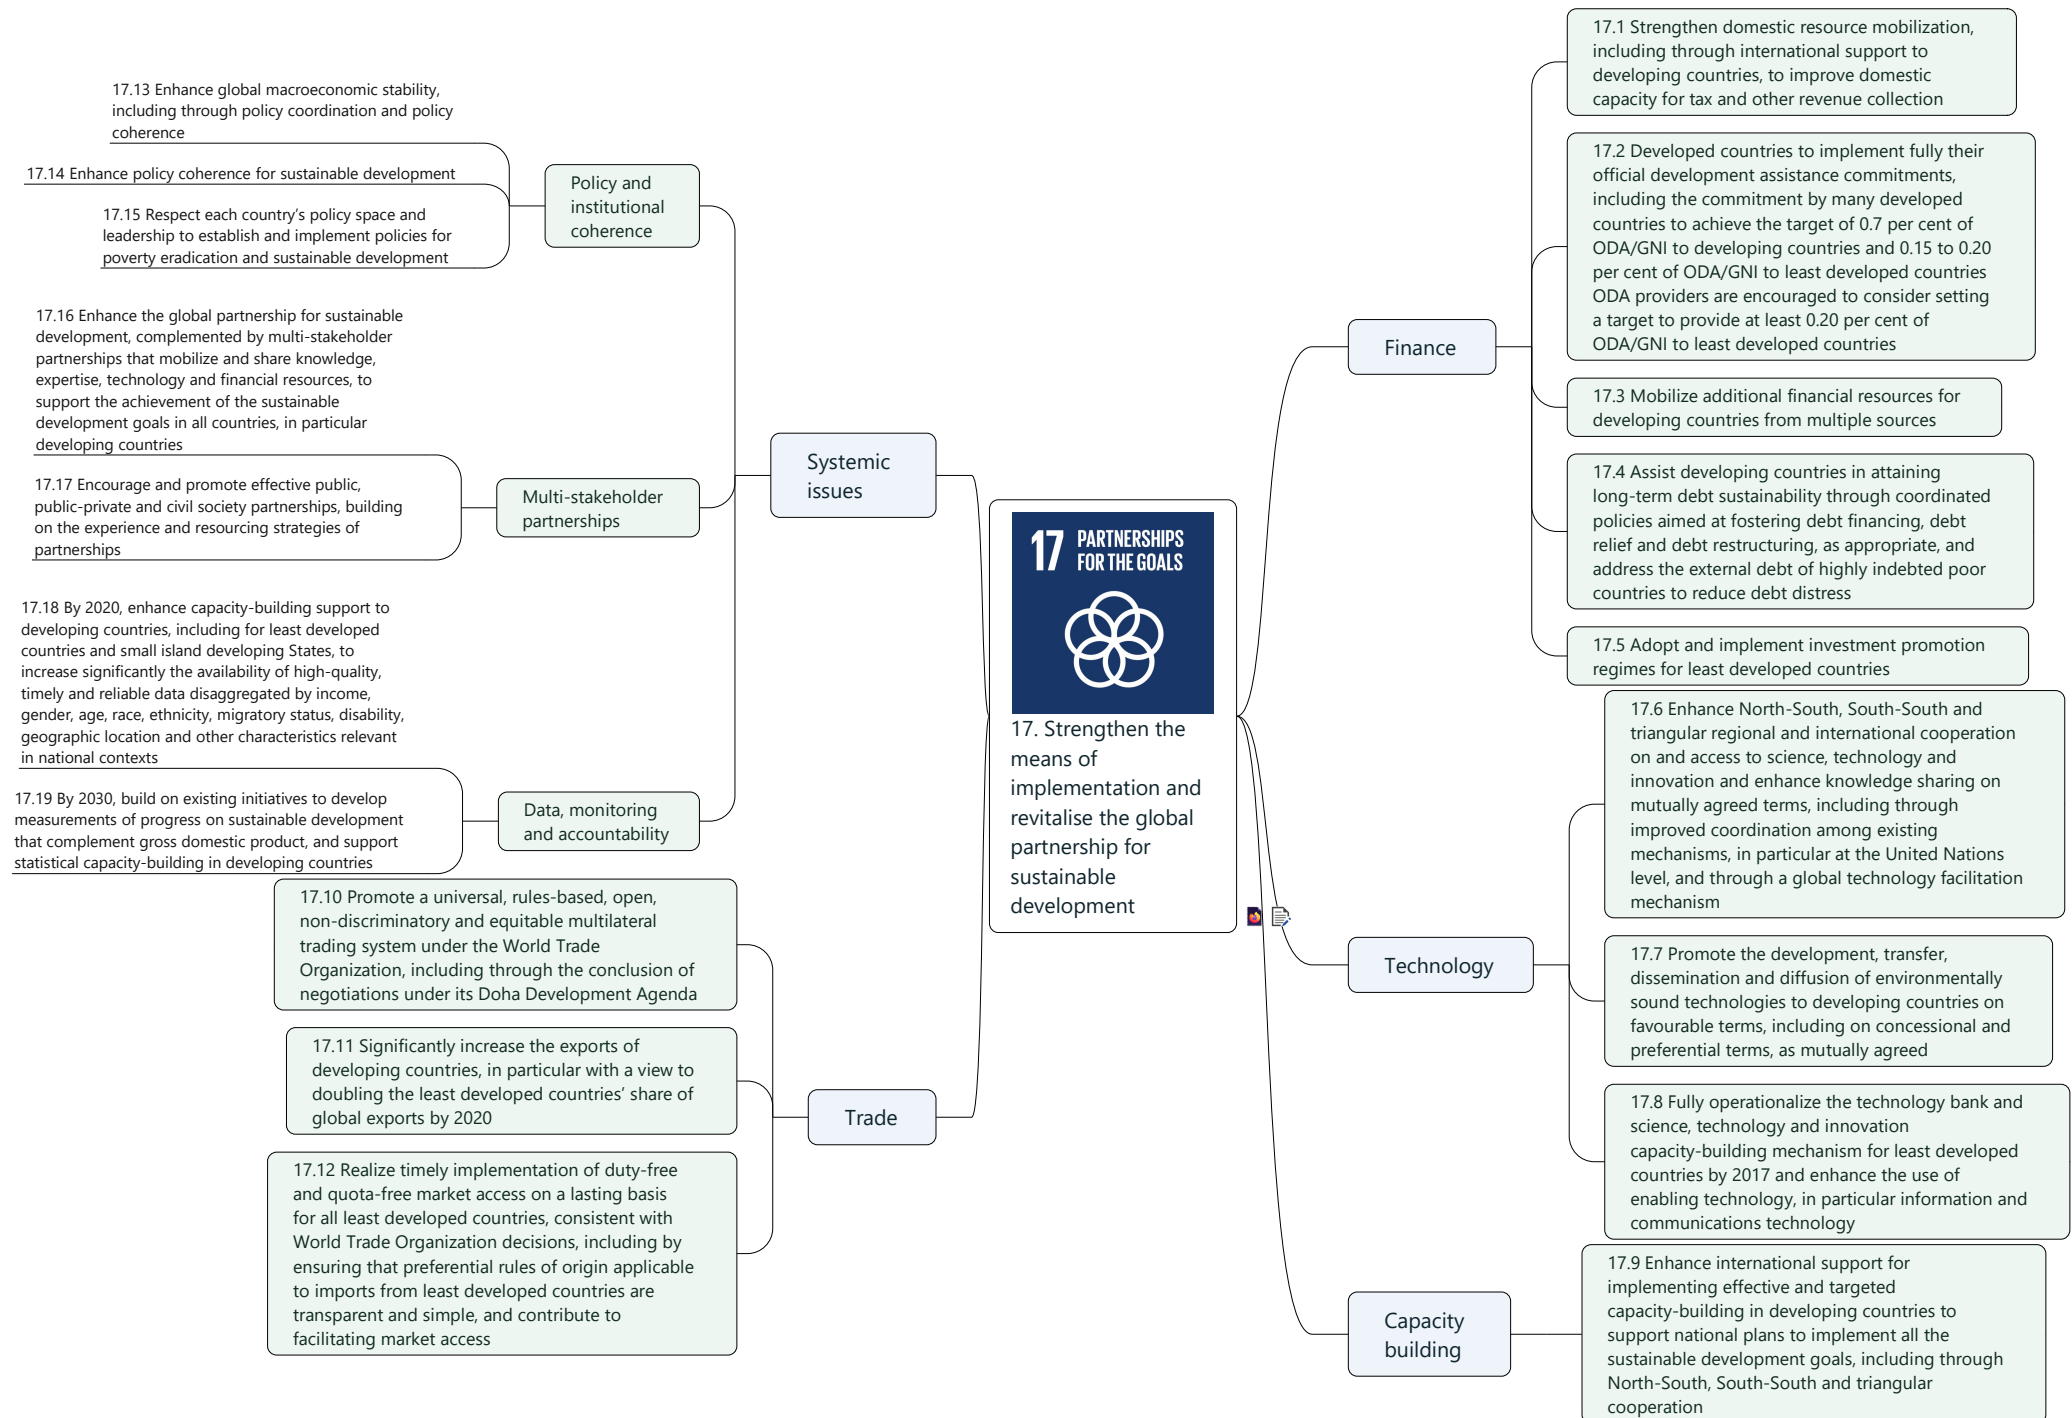 17 PARTNERSHIPS
FOR THE GOALS
17. Strengthen the
means of
implementation and
revitalise the global
partnership for
sustainable
development
Finance
17.1 Strengthen domestic resource mobilization,
including through international support to
developing countries, to improve domestic
capacity for tax and other revenue collection
17.2 Developed countries to implement fully their
official development assistance commitments,
including the commitment by many developed
countries to achieve the target of 0.7 per cent of
ODA/GNI to developing countries and 0.15 to 0.20
per cent of ODA/GNI to least developed countries
ODA providers are encouraged to consider setting
a target to provide at least 0.20 per cent of
ODA/GNI to least developed countries
17.3 Mobilize additional financial resources for
developing countries from multiple sources
17.4 Assist developing countries in attaining
long-term debt sustainability through coordinated
policies aimed at fostering debt financing, debt
relief and debt restructuring, as appropriate, and
address the external debt of highly indebted poor
countries to reduce debt distress
17.5 Adopt and implement investment promotion
regimes for least developed countries
Technology
17.6 Enhance North-South, South-South and
triangular regional and international cooperation
on and access to science, technology and
innovation and enhance knowledge sharing on
mutually agreed terms, including through
improved coordination among existing
mechanisms, in particular at the United Nations
level, and through a global technology facilitation
mechanism
17.7 Promote the development, transfer,
dissemination and diffusion of environmentally
sound technologies to developing countries on
favourable terms, including on concessional and
preferential terms, as mutually agreed
17.8 Fully operationalize the technology bank and
science, technology and innovation
capacity-building mechanism for least developed
countries by 2017 and enhance the use of
enabling technology, in particular information and
communications technology
Capacity
building
17.9 Enhance international support for
implementing effective and targeted
capacity-building in developing countries to
support national plans to implement all the
sustainable development goals, including through
North-South, South-South and triangular
cooperation
Trade
17.10 Promote a universal, rules-based, open,
non-discriminatory and equitable multilateral
trading system under the World Trade
Organization, including through the conclusion of
negotiations under its Doha Development Agenda
17.11 Significantly increase the exports of
developing countries, in particular with a view to
doubling the least developed countries’ share of
global exports by 2020
17.12 Realize timely implementation of duty-free
and quota-free market access on a lasting basis
for all least developed countries, consistent with
World Trade Organization decisions, including by
ensuring that preferential rules of origin applicable
to imports from least developed countries are
transparent and simple, and contribute to
facilitating market access
Systemic
issues
Policy and
institutional
coherence
17.13 Enhance global macroeconomic stability,
including through policy coordination and policy
coherence
17.14 Enhance policy coherence for sustainable development
17.15 Respect each country’s policy space and
leadership to establish and implement policies for
poverty eradication and sustainable development
Multi-stakeholder
partnerships
17.16 Enhance the global partnership for sustainable
development, complemented by multi-stakeholder
partnerships that mobilize and share knowledge,
expertise, technology and financial resources, to
support the achievement of the sustainable
development goals in all countries, in particular
developing countries
17.17 Encourage and promote effective public,
public-private and civil society partnerships, building
on the experience and resourcing strategies of
partnerships
Data, monitoring
and accountability
17.18 By 2020, enhance capacity-building support to
developing countries, including for least developed
countries and small island developing States, to
increase significantly the availability of high-quality,
timely and reliable data disaggregated by income,
gender, age, race, ethnicity, migratory status, disability,
geographic location and other characteristics relevant
in national contexts
17.19 By 2030, build on existing initiatives to develop
measurements of progress on sustainable development
that complement gross domestic product, and support
statistical capacity-building in developing countries